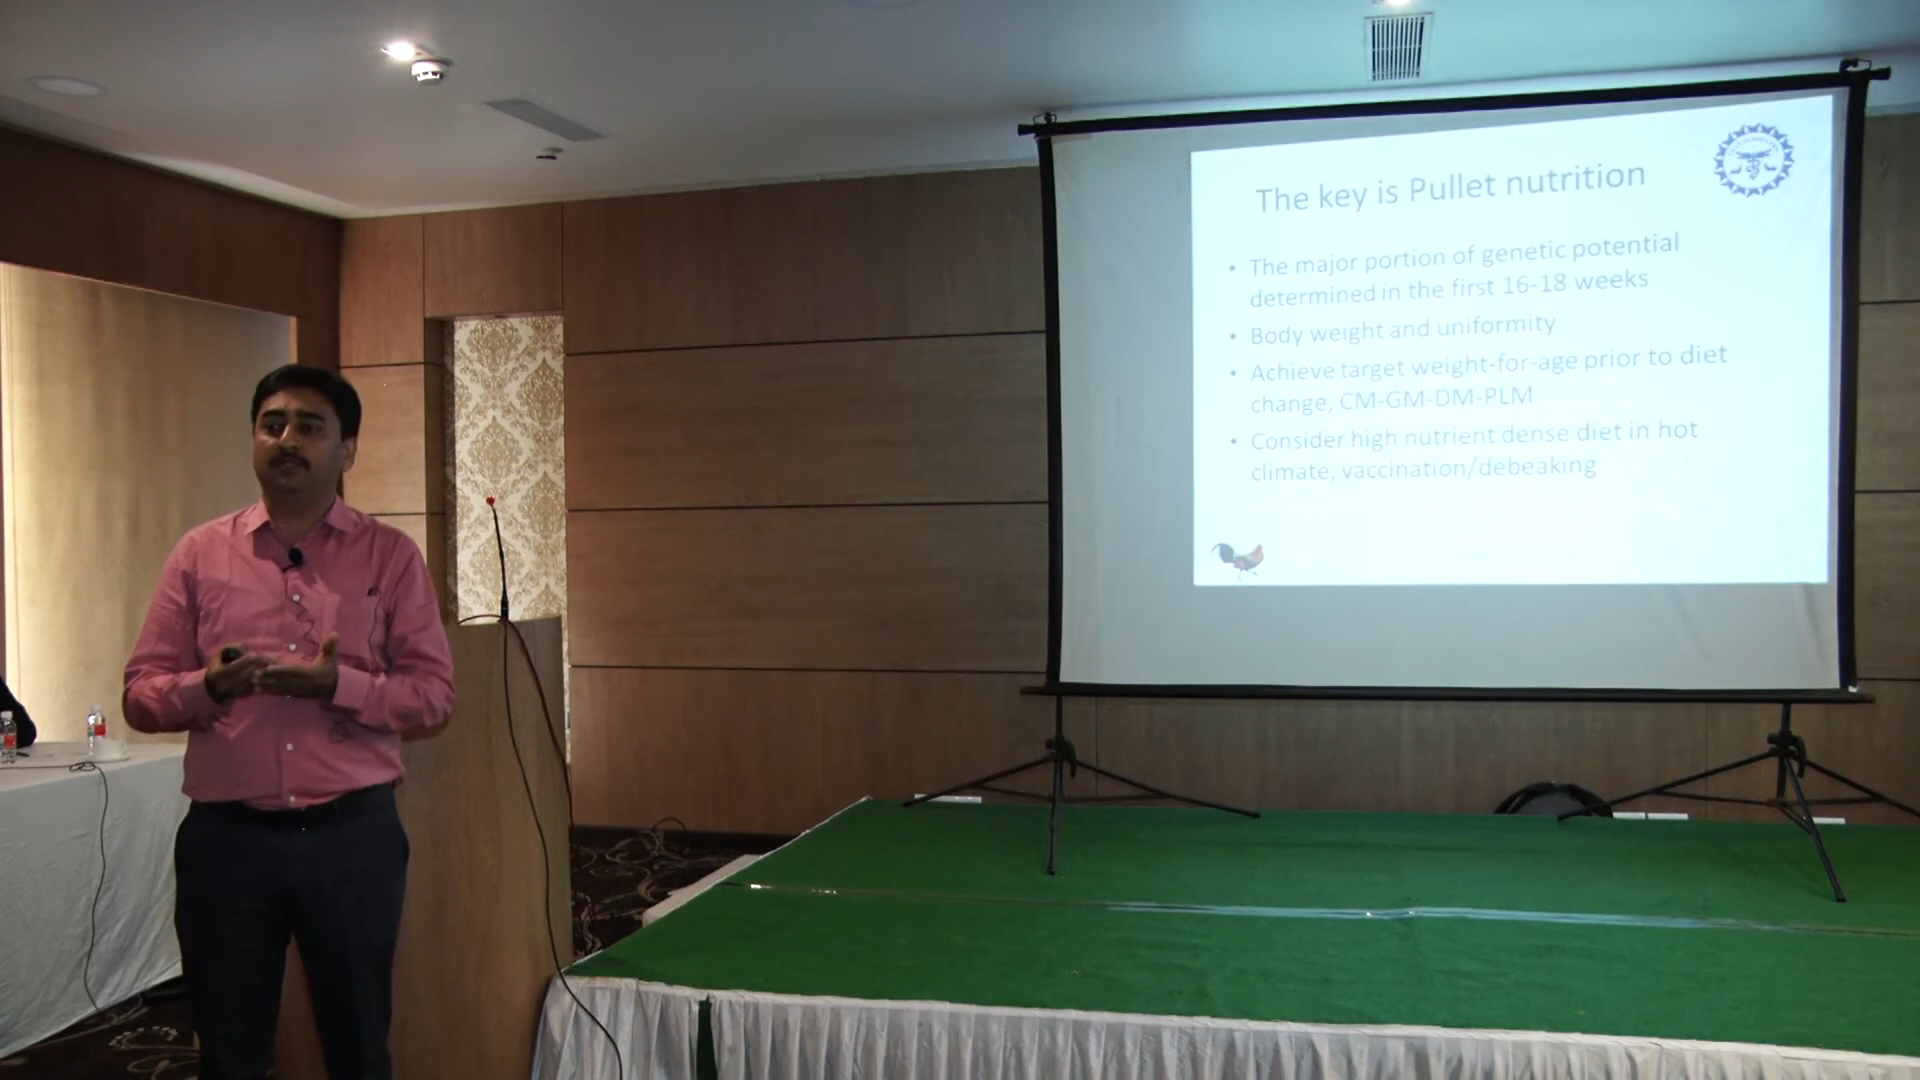 The key is Pullet nutrition
• The major portion of genetic potential
determined in the first 16-18 weeks
• Body weight and uniformity
• Achieve target weight-for-age prior to diet
change, CM-GM-DM-PLM
• Consider high nutrient dense diet in hot
climate, vaccination/debeaking